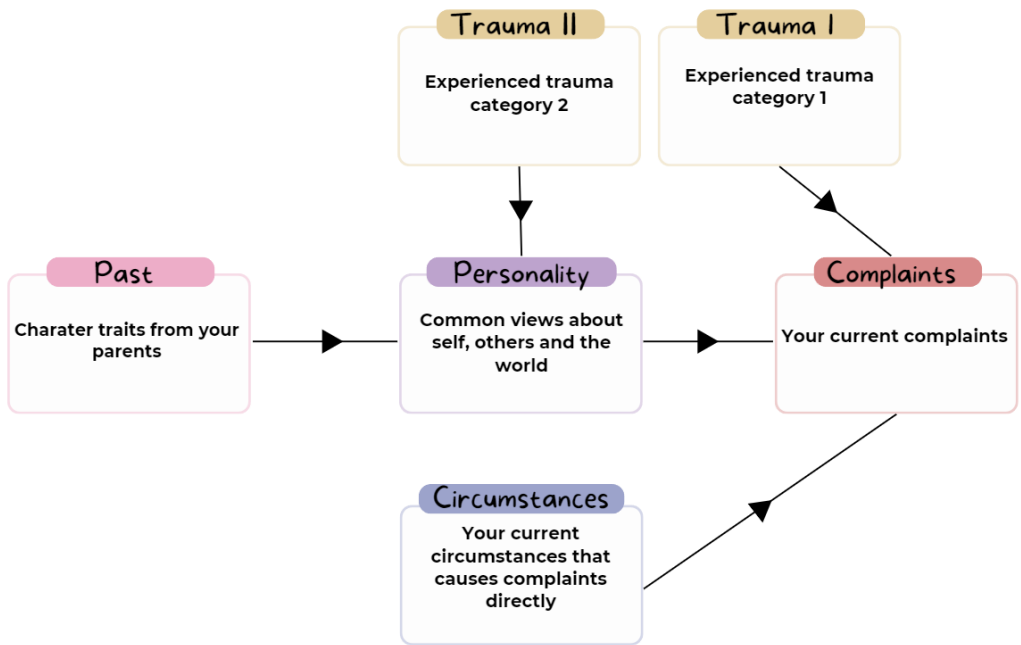 Trauma II
Experienced trauma
category 2
Trauma I
Experienced trauma
category 1
Past
Charater traits from your
parents
Personality
Common views about
self, others and the
world
Complaints
Your current complaints
Circumstances
Your current
circumstances that
causes complaints
directly